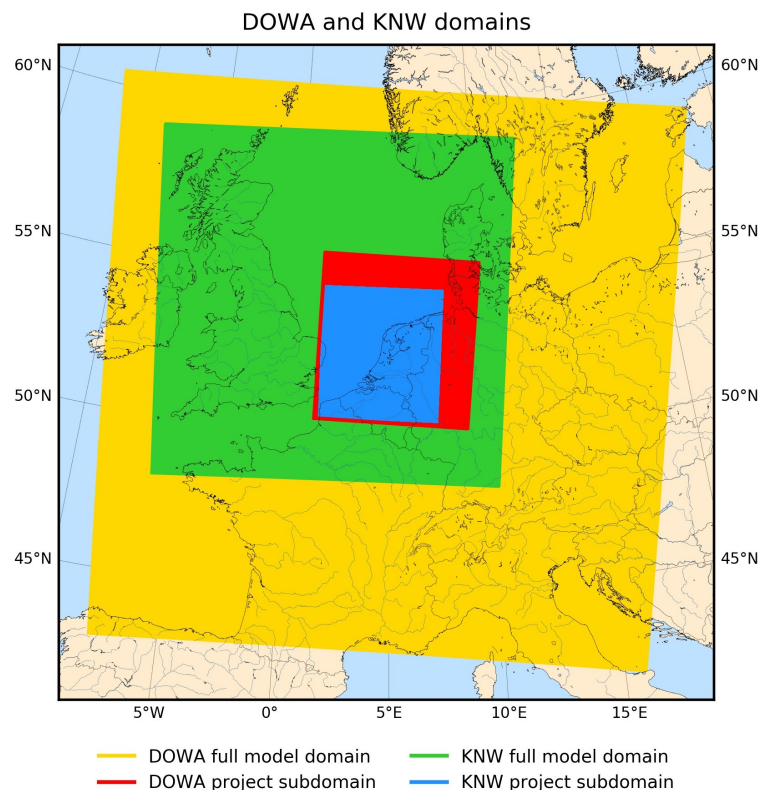 DOWA and KNW domains
60°N 60°N
55°N 55°N
50°N 50°N
45°N 45°N
5°W 0° 5°E 10°E 15°E
DOWA full model domain KNW full model domain
DOWA project subdomain KNW project subdomain